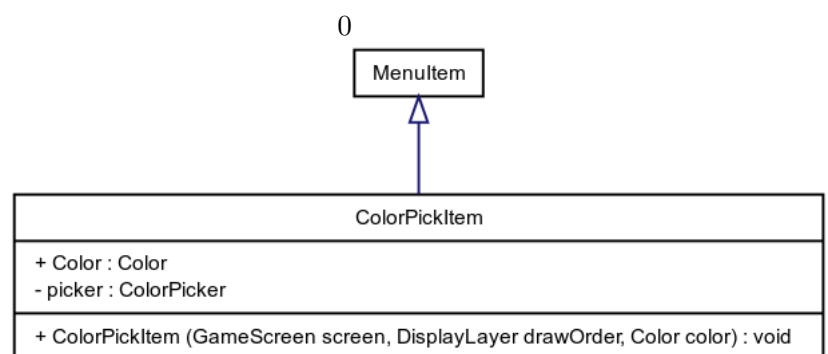 0
MenuItem
ColorPickItem
+ Color : Color
- picker : ColorPicker
+ ColorPickItem (GameScreen screen, DisplayLayer drawOrder, Color color) : void